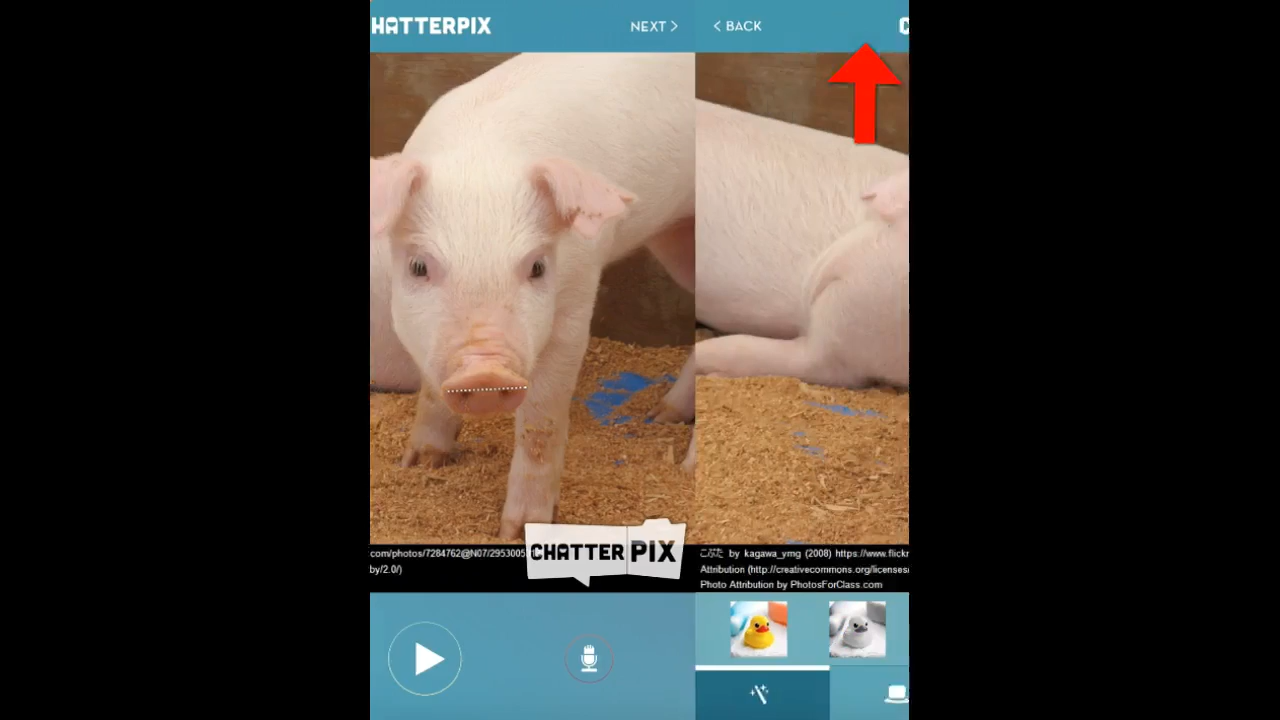 CHATTERPIX
NEXT >
< BACK
com/photos/7284762@N07/2953005
by/2.0/)
CHATTER PIX
こぶた by kagawa_ymg (2008) https://www.flickr
Attribution (http://creativecommons.org/licenses/
Photo Attribution by PhotosForClass.com